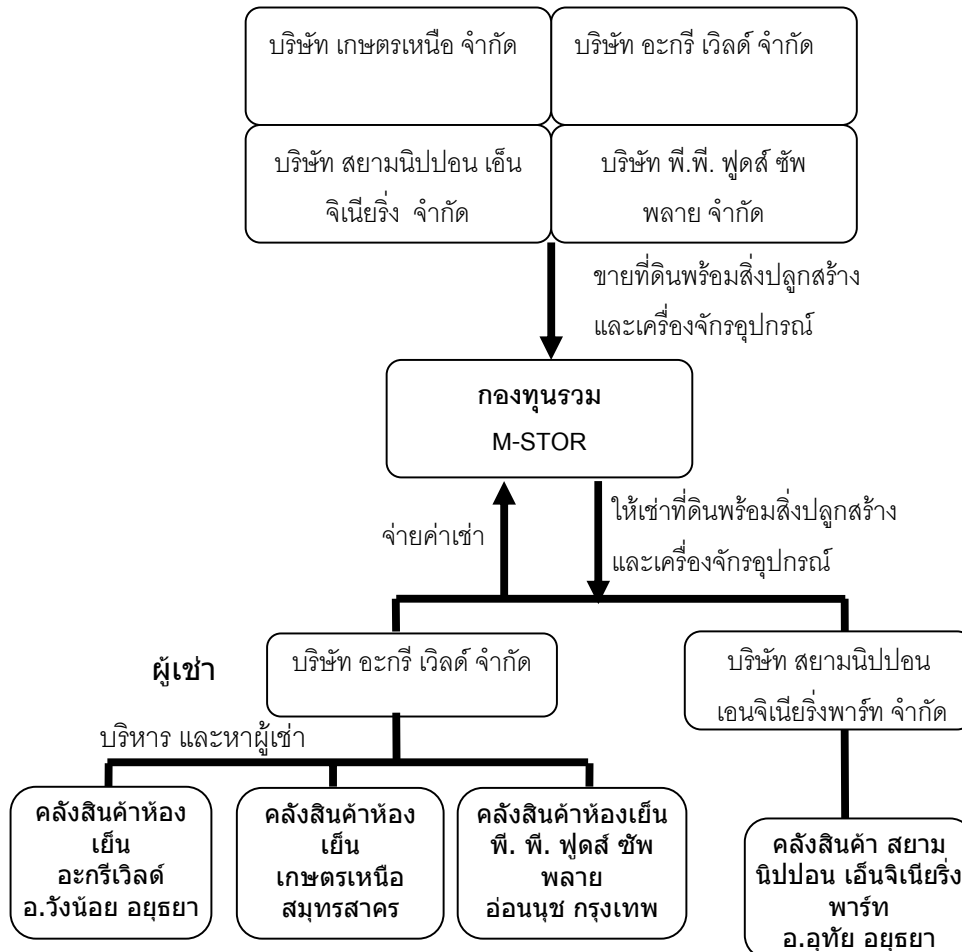 บริษัท เกษตรเหนือ จำกัด
บริษัท อะกรี เวิลด์ จำกัด
บริษัท สยามนิปปอน เอ็น
จิเนียริ่ง จำกัด
บริษัท พี.พี. ฟูดส์ ซัพ
พลาย จำกัด
ขายที่ดินพร้อมสิ่งปลูกสร้าง
และเครื่องจักรอุปกรณ์
กองทุนรวม
M-STOR
จ่ายค่าเช่า
ให้เช่าที่ดินพร้อมสิ่งปลูกสร้าง
และเครื่องจักรอุปกรณ์
ผู้เช่า
บริษัท อะกรี เวิลด์ จำกัด
บริษัท สยามนิปปอน
เอนจิเนียริ่งพาร์ท จำกัด
บริหาร และหาผู้เช่า
คลังสินค้าห้อง
เย็น
อะกรีเวิลด์
อ.วังน้อย อยุธยา
คลังสินค้าห้อง
เย็น
เกษตรเหนือ
สมุทรสาคร
คลังสินค้าห้องเย็น
พี. พี. ฟูดส์ ซัพ
พลาย
อ่อนนุช กรุงเทพ
คลังสินค้า สยาม
นิปปอน เอ็นจิเนียริ่ง
พาร์ท
อ.อุทัย อยุธยา